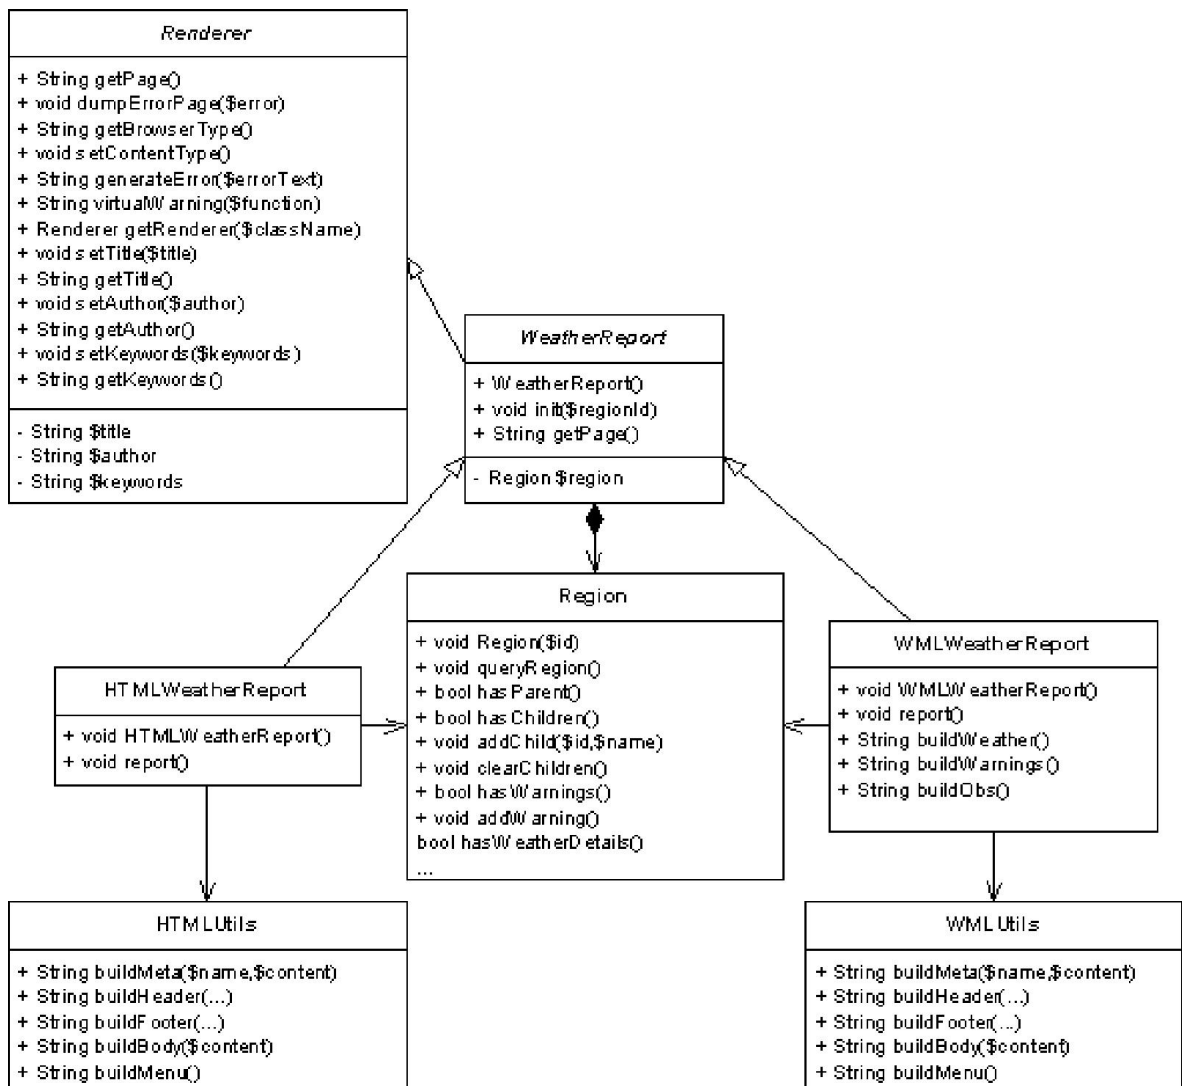 Renderer
+ String getPage()
+ void dumpErrorPage($error)
+ String getBrowserType()
+ void setContentType()
+ String generateError($errorText)
+ String virtualWarning($function)
+ Renderer getRenderer($className)
+ void setTitle($title)
+ String getTitle()
+ void setAuthor($author)
+ String getAuthor()
+ void setKeywords($keywords)
+ String getKeywords()
- String $title
- String $author
- String $keywords
WeatherReport
+ WeatherReport()
+ void init($regionId)
+ String getPage()
- Region $region
Region
+ void Region($id)
+ void queryRegion()
+ bool hasParent()
+ bool hasChildren()
+ void addChild($id,$name)
+ void clearChildren()
+ bool hasWarnings()
+ void addWarning()
bool hasWeatherDetails()
...
HTMLWeatherReport
+ void HTMLWeatherReport()
+ void report()
WMLWeatherReport
+ void WMLWeatherReport()
+ void report()
+ String buildWeather()
+ String buildWarnings()
+ String buildObs()
HTMLUtils
+ String buildMeta($name,$content)
+ String buildHeader(...)
+ String buildFooter(...)
+ String buildBody($content)
+ String buildMenu()
WMLUtils
+ String buildMeta($name,$content)
+ String buildHeader(...)
+ String buildFooter(...)
+ String buildBody($content)
+ String buildMenu()